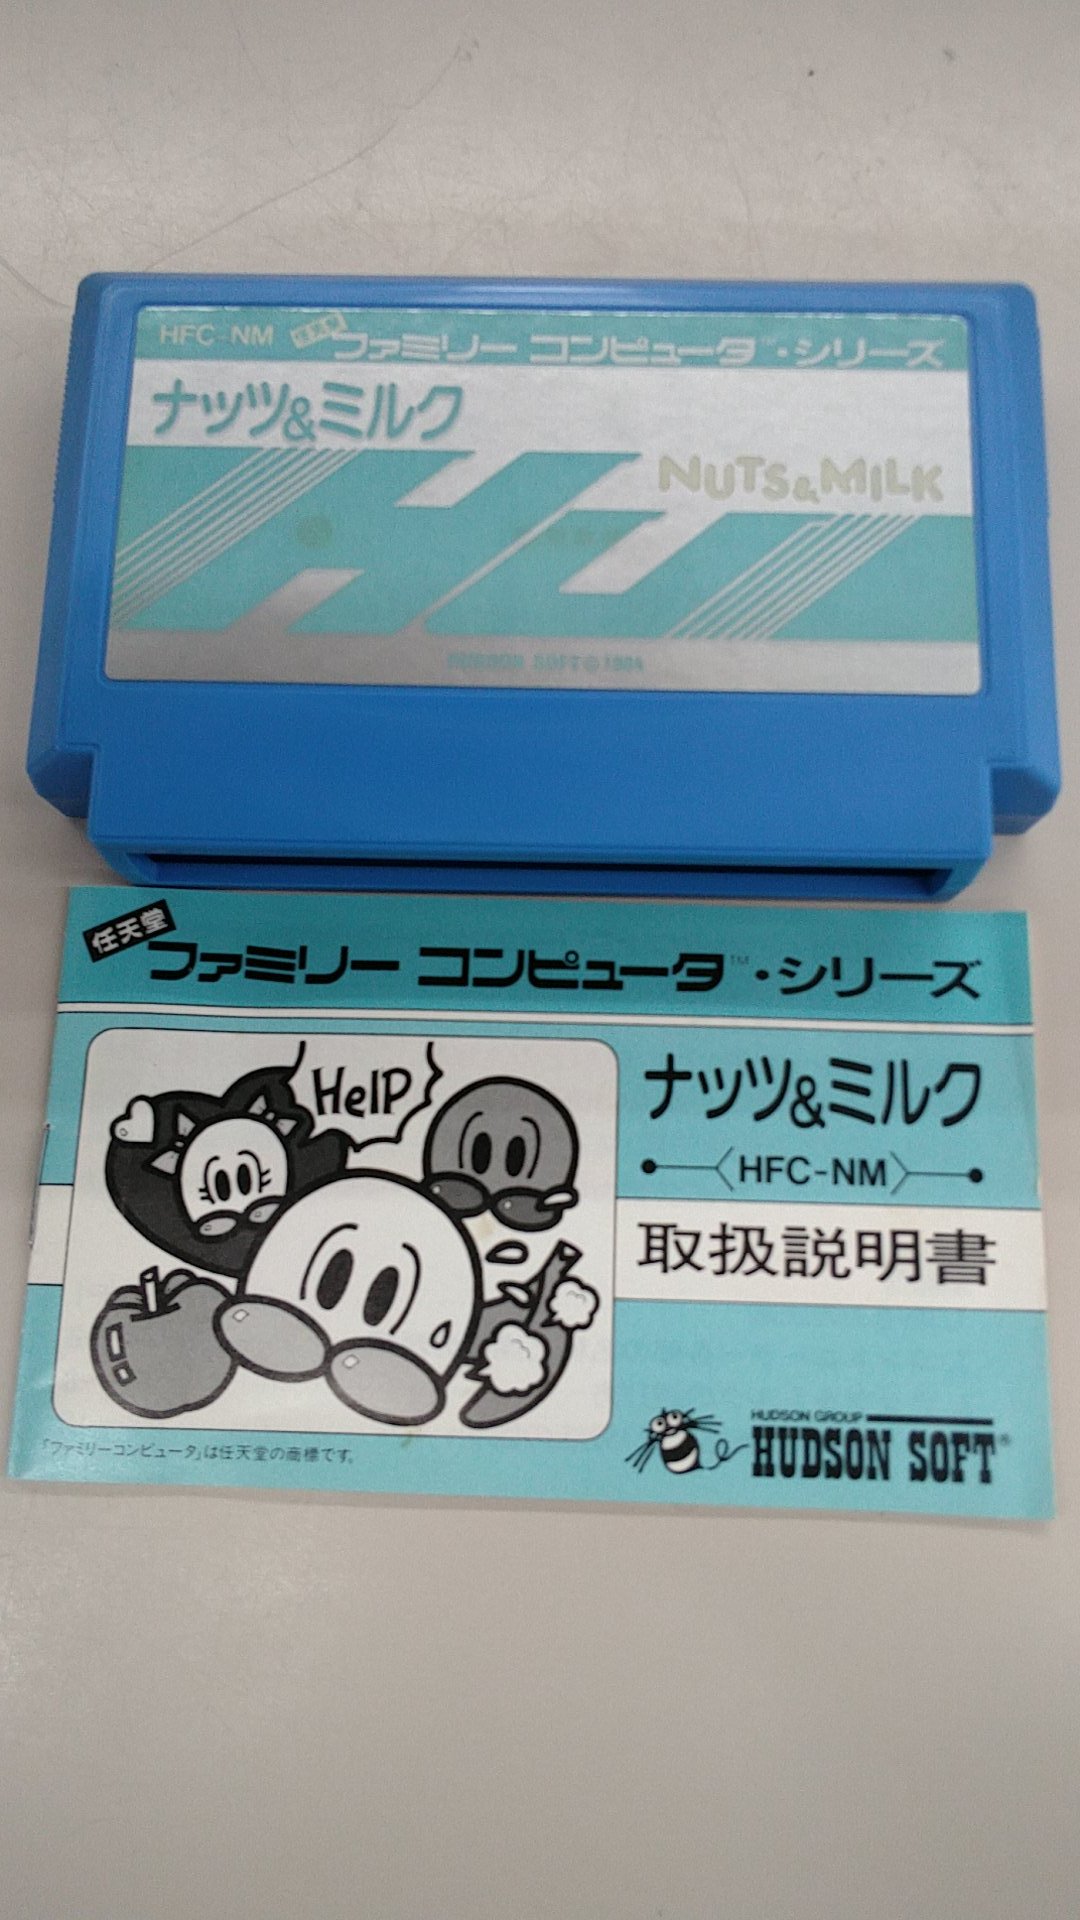 HFC-NM 任天堂 ファミリー コンピュータ™・シリーズ
ナッツ&ミルク
NUTS&MILK
HUDSON SOFT © 1984
任天堂 ファミリー コンピュータ™・シリーズ
HelP
ナッツ&ミルク
HFC-NM
取扱説明書
HUDSON GROUP
HUDSON SOFT®
「ファミリーコンピュータ」は任天堂の商標です。